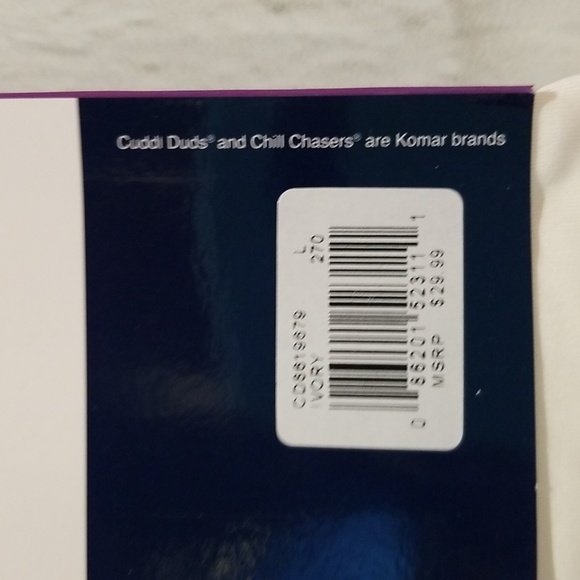 Cuddl Duds® and Chill Chasers® are Komar brands
CD8619679 L
IVORY 270
0 86201 52311 1
MSRP $29.99